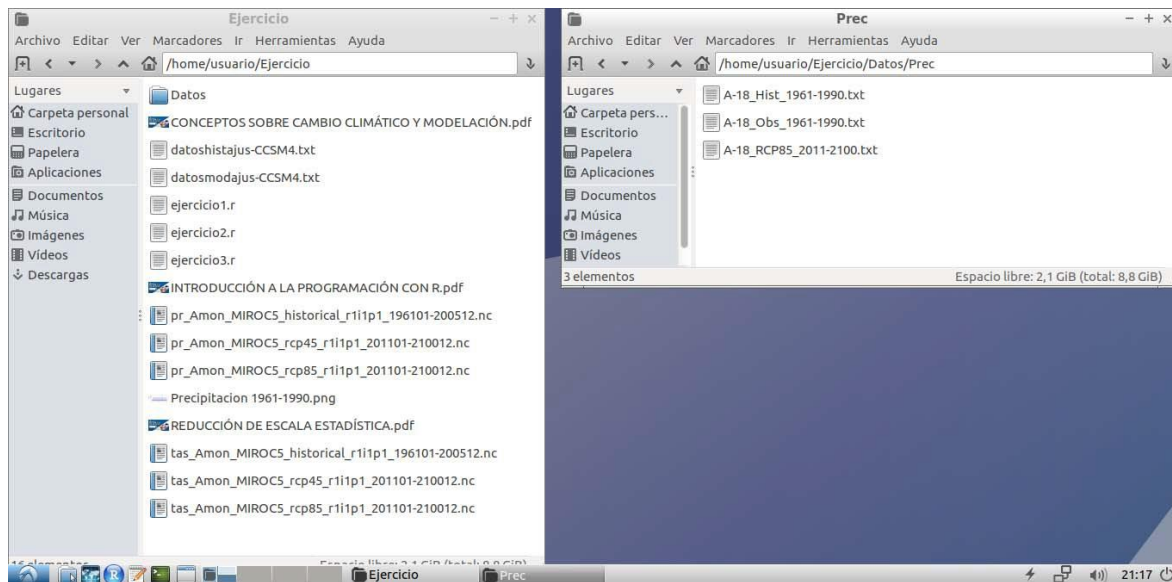 Ejercicio
Archivo Editar Ver Marcadores Ir Herramientas Ayuda
/home/usuario/Ejercicio
Lugares
Carpeta personal
Escritorio
Papelera
Aplicaciones
Documentos
Música
Imágenes
Vídeos
Descargas
Datos
CONCEPTOS SOBRE CAMBIO CLIMÁTICO Y MODELACIÓN.pdf
datoshistajus-CCSM4.txt
datosmodajus-CCSM4.txt
ejercicio1.r
ejercicio2.r
ejercicio3.r
INTRODUCCIÓN A LA PROGRAMACIÓN CON R.pdf
pr_Amon_MIROC5_historical_r1i1p1_196101-200512.nc
pr_Amon_MIROC5_rcp45_r1i1p1_201101-210012.nc
pr_Amon_MIROC5_rcp85_r1i1p1_201101-210012.nc
Precipitacion 1961-1990.png
REDUCCIÓN DE ESCALA ESTADÍSTICA.pdf
tas_Amon_MIROC5_historical_r1i1p1_196101-200512.nc
tas_Amon_MIROC5_rcp45_r1i1p1_201101-210012.nc
tas_Amon_MIROC5_rcp85_r1i1p1_201101-210012.nc
Prec
Archivo Editar Ver Marcadores Ir Herramientas Ayuda
/home/usuario/Ejercicio/Datos/Prec
Lugares
Carpeta pers...
Escritorio
Papelera
Aplicaciones
Documentos
Música
Imágenes
Vídeos
A-18_Hist_1961-1990.txt
A-18_Obs_1961-1990.txt
A-18_RCP85_2011-2100.txt
3 elementos
Espacio libre: 2,1 GiB (total: 8,8 GiB)
Ejercicio
Prec
21:17